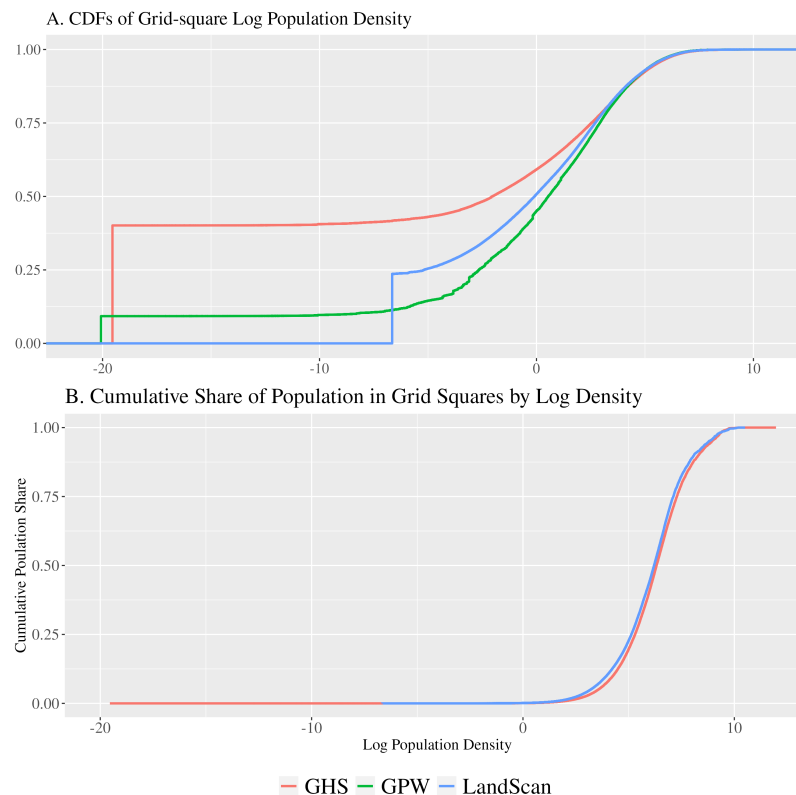 A. CDFs of Grid-square Log Population Density
1.00
0.75
0.50
0.25
0.00
-20 -10 0 10
B. Cumulative Share of Population in Grid Squares by Log Density
Cumulative Poulation Share
1.00
0.75
0.50
0.25
0.00
-20 -10 0 10
Log Population Density
GHS GPW LandScan